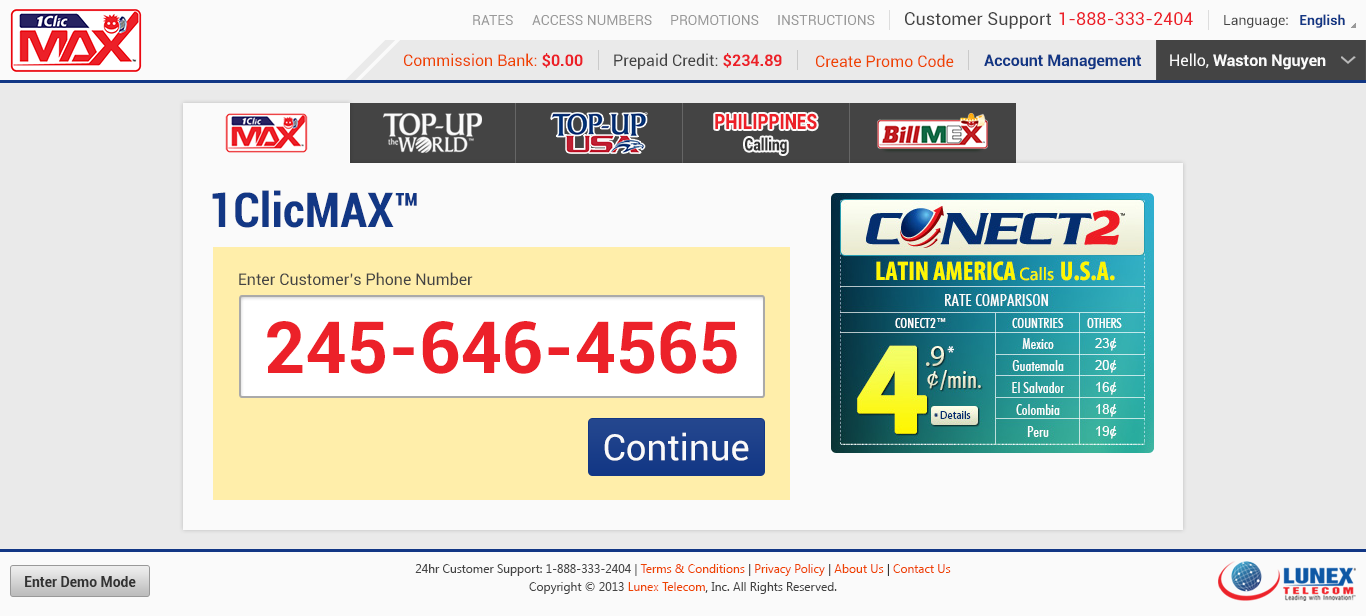 1Clic
MAX™
RATES ACCESS NUMBERS PROMOTIONS INSTRUCTIONS Customer Support 1-888-333-2404 Language: English
Commission Bank: $0.00 Prepaid Credit: $234.89 Create Promo Code Account Management Hello, Waston Nguyen
1Clic
MAX
TOP-UP
the WORLD™
TOP-UP
USA
PHILIPPINES
Calling
BillMEX
1ClicMAX™
Enter Customer's Phone Number
245-646-4565
Continue
CONECT2™
LATIN AMERICA Calls U.S.A.
RATE COMPARISON
CONECT2™ COUNTRIES OTHERS
4.9*
¢/min.
• Details
Mexico 23¢
Guatemala 20¢
El Salvador 16¢
Colombia 18¢
Peru 19¢
Enter Demo Mode
24hr Customer Support: 1-888-333-2404 | Terms & Conditions | Privacy Policy | About Us | Contact Us
Copyright © 2013 Lunex Telecom, Inc. All Rights Reserved.
LUNEX
TELECOM
Leading with Innovation!™